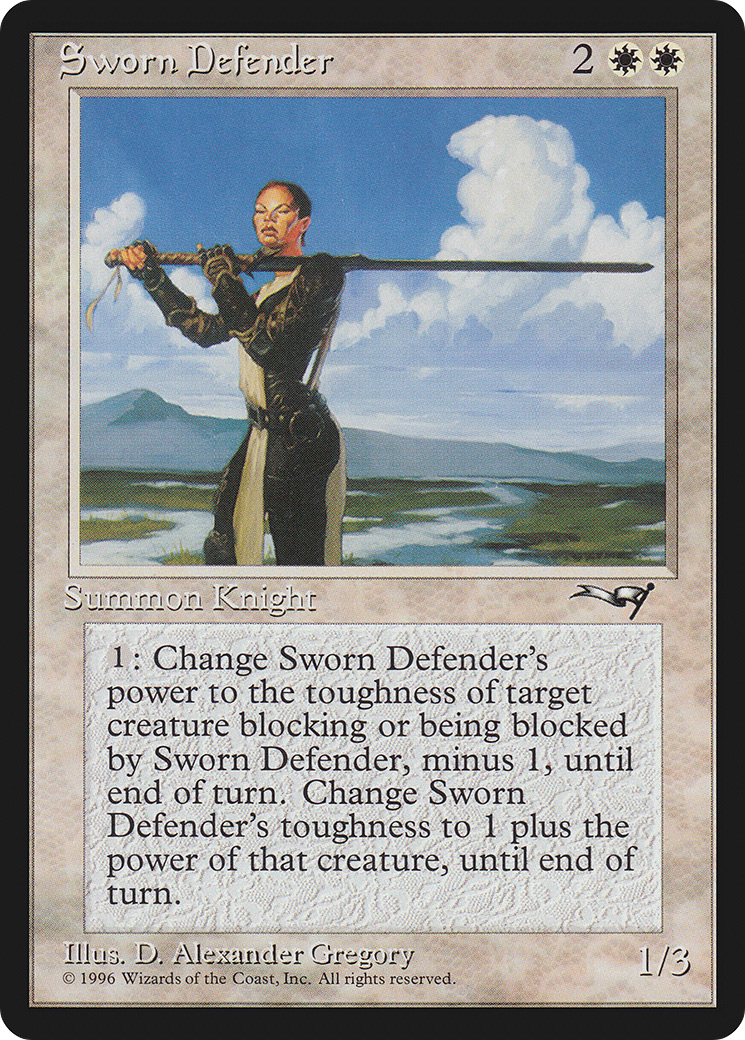 Sworn Defender 2
Summon Knight
1: Change Sworn Defender's
power to the toughness of target
creature blocking or being blocked
by Sworn Defender, minus 1, until
end of turn. Change Sworn
Defender's toughness to 1 plus the
power of that creature, until end of
turn.
Illus. D. Alexander Gregory
1/3
© 1996 Wizards of the Coast, Inc. All rights reserved.